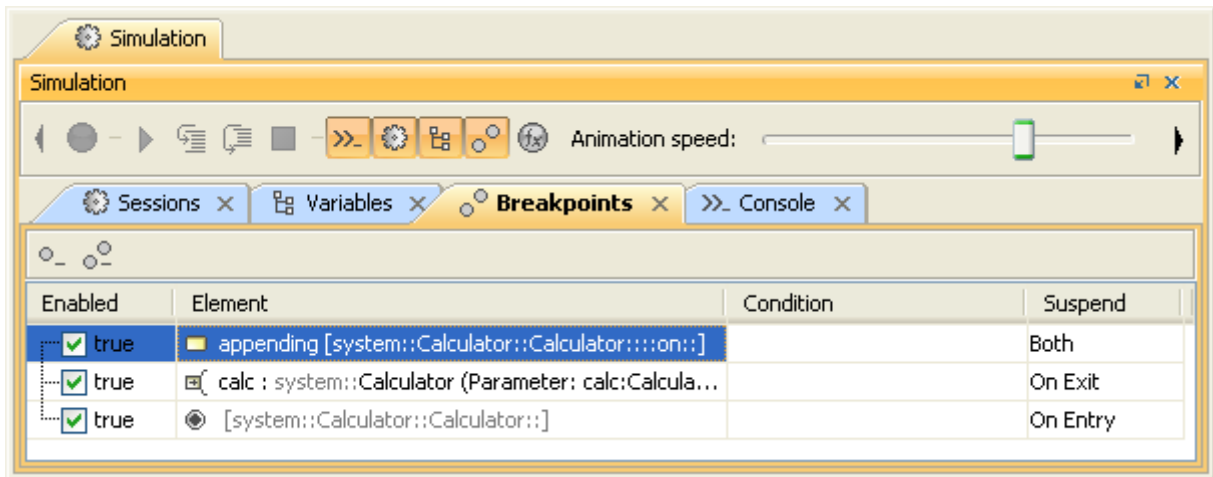 Simulation
Simulation
Animation speed:
Sessions Variables Breakpoints >>_ Console
Enabled Element Condition Suspend
true appending [system::Calculator::Calculator::::on::] Both
true calc : system::Calculator (Parameter: calc:Calcula... On Exit
true [system::Calculator::Calculator::] On Entry